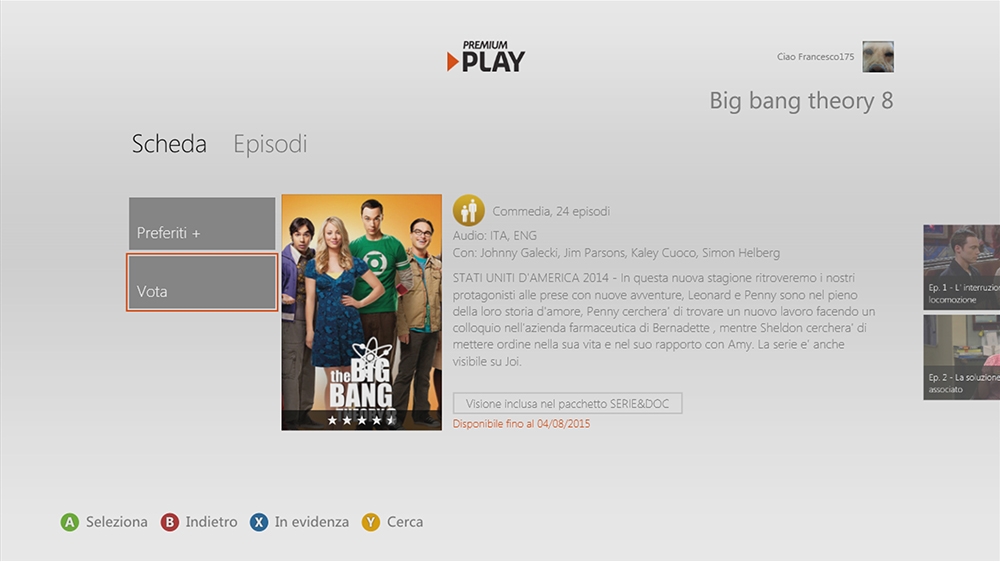 PREMIUM
PLAY
Ciao Francesco175
Big bang theory 8
Scheda Episodi
Preferiti +
Vota
the BIG
BANG
THEORY
Commedia, 24 episodi
Audio: ITA, ENG
Con: Johnny Galecki, Jim Parsons, Kaley Cuoco, Simon Helberg
STATI UNITI D'AMERICA 2014 - In questa nuova stagione ritroveremo i nostri
protagonisti alle prese con nuove avventure, Leonard e Penny sono nel pieno
della loro storia d'amore, Penny cerchera' di trovare un nuovo lavoro facendo un
colloquio nell'azienda farmaceutica di Bernadette , mentre Sheldon cerchera' di
mettere ordine nella sua vita e nel suo rapporto con Amy. La serie e' anche
visibile su Joi.
Visione inclusa nel pacchetto SERIE&DOC
Disponibile fino al 04/08/2015
Ep. 1 - L' interruzio
locomozione
Ep. 2 - La soluzione
associato
A Seleziona B Indietro X In evidenza Y Cerca